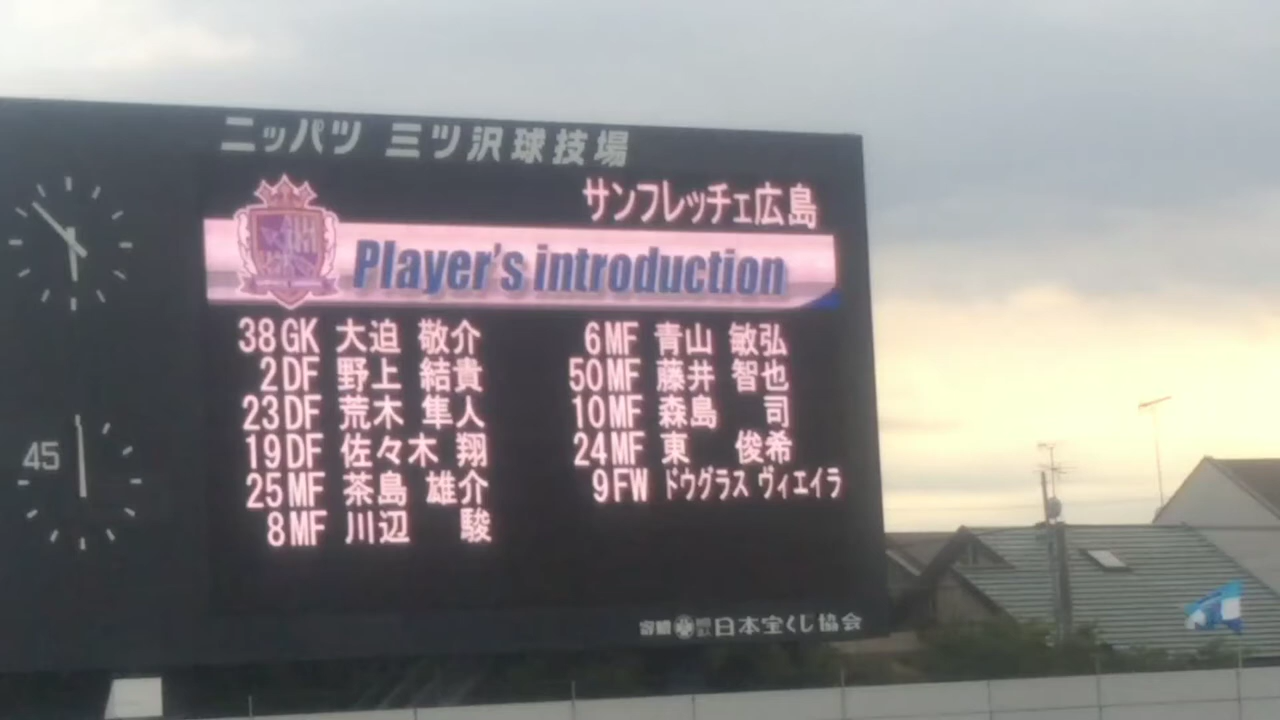 ニッパツ 三ツ沢球技場
サンフレッチェ広島
Player's introduction
38GK 大迫 敬介
2DF 野上 結貴
23DF 荒木 隼人
19DF 佐々木 翔
25MF 茶島 雄介
8MF 川辺 駿
6MF 青山 敏弘
50MF 藤井 智也
10MF 森島 司
24MF 東 俊希
9FW ドウグラス ヴィエイラ
45
日本宝くじ協会